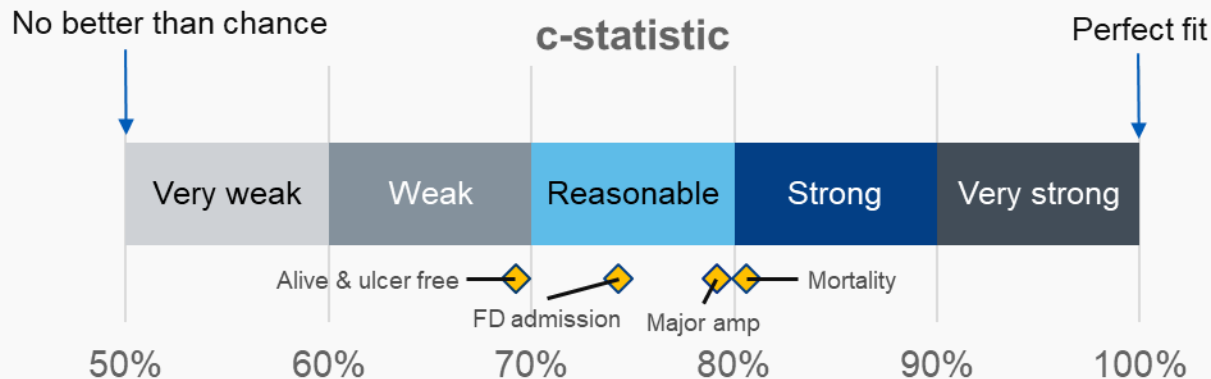 No better than chance
c-statistic
Perfect fit
Very weak
Weak
Reasonable
Strong
Very strong
Alive & ulcer free
FD admission
Major amp
Mortality
50%
60%
70%
80%
90%
100%